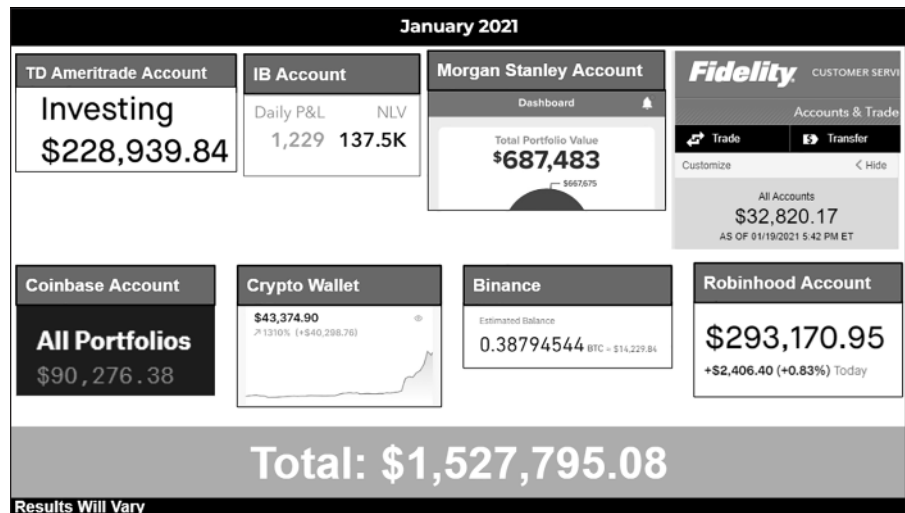 January 2021
TD Ameritrade Account
Investing
$228,939.84
IB Account
Daily P&L NLV
1,229 137.5K
Morgan Stanley Account
Dashboard
Total Portfolio Value
$687,483
$667,675
Fidelity CUSTOMER SERVI
Accounts & Trade
Trade Transfer
Customize < Hide
All Accounts
$32,820.17
AS OF 01/19/2021 5:42 PM ET
Coinbase Account
All Portfolios
$90,276.38
Crypto Wallet
$43,374.90
↗1310% (+$40,298.76)
Binance
Estimated Balance
0.38794544 BTC ≈ $14,229.84
Robinhood Account
$293,170.95
+$2,406.40 (+0.83%) Today
Total: $1,527,795.08
Results Will Vary